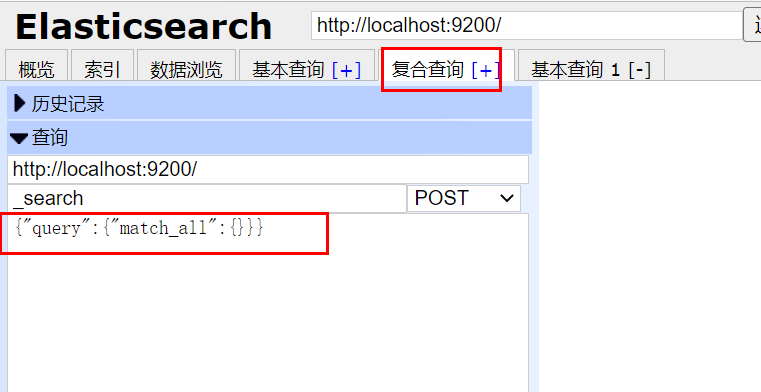 Elasticsearch http://localhost:9200/
概览 索引 数据浏览 基本查询 [+] 复合查询 [+] 基本查询 1 [-]
历史记录
查询
http://localhost:9200/
_search POST
{"query":{"match_all":{}}}